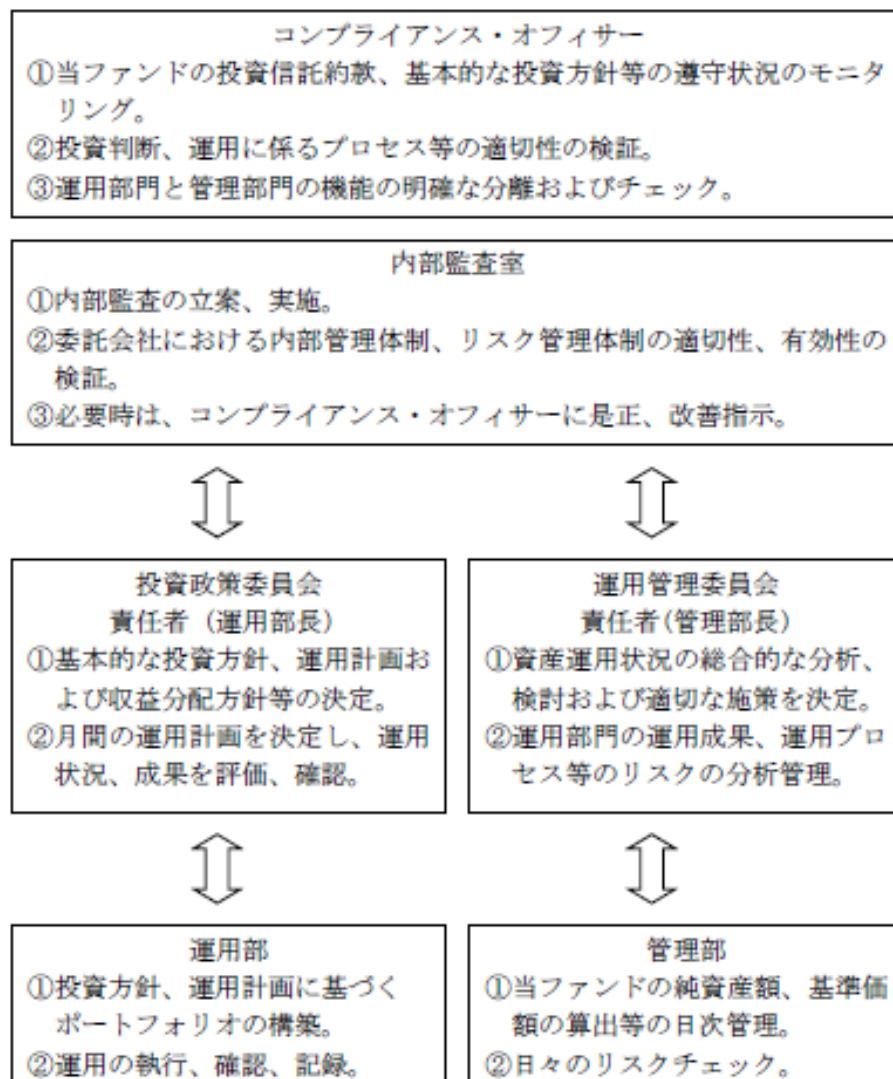 コンプライアンス・オフィサー
①当ファンドの投資信託約款、基本的な投資方針等の遵守状況のモニタ
リング。
②投資判断、運用に係るプロセス等の適切性の検証。
③運用部門と管理部門の機能の明確な分離およびチェック。
内部監査室
①内部監査の立案、実施。
②委託会社における内部管理体制、リスク管理体制の適切性、有効性の
検証。
③必要時は、コンプライアンス・オフィサーに是正、改善指示。
投資政策委員会
責任者（運用部長）
①基本的な投資方針、運用計画お
よび収益分配方針等の決定。
②月間の運用計画を決定し、運用
状況、成果を評価、確認。
運用管理委員会
責任者(管理部長)
①資産運用状況の総合的な分析、
検討および適切な施策を決定。
②運用部門の運用成果、運用プロ
セス等のリスクの分析管理。
運用部
①投資方針、運用計画に基づく
ポートフォリオの構築。
②運用の執行、確認、記録。
管理部
①当ファンドの純資産額、基準価
額の算出等の日次管理。
②日々のリスクチェック。